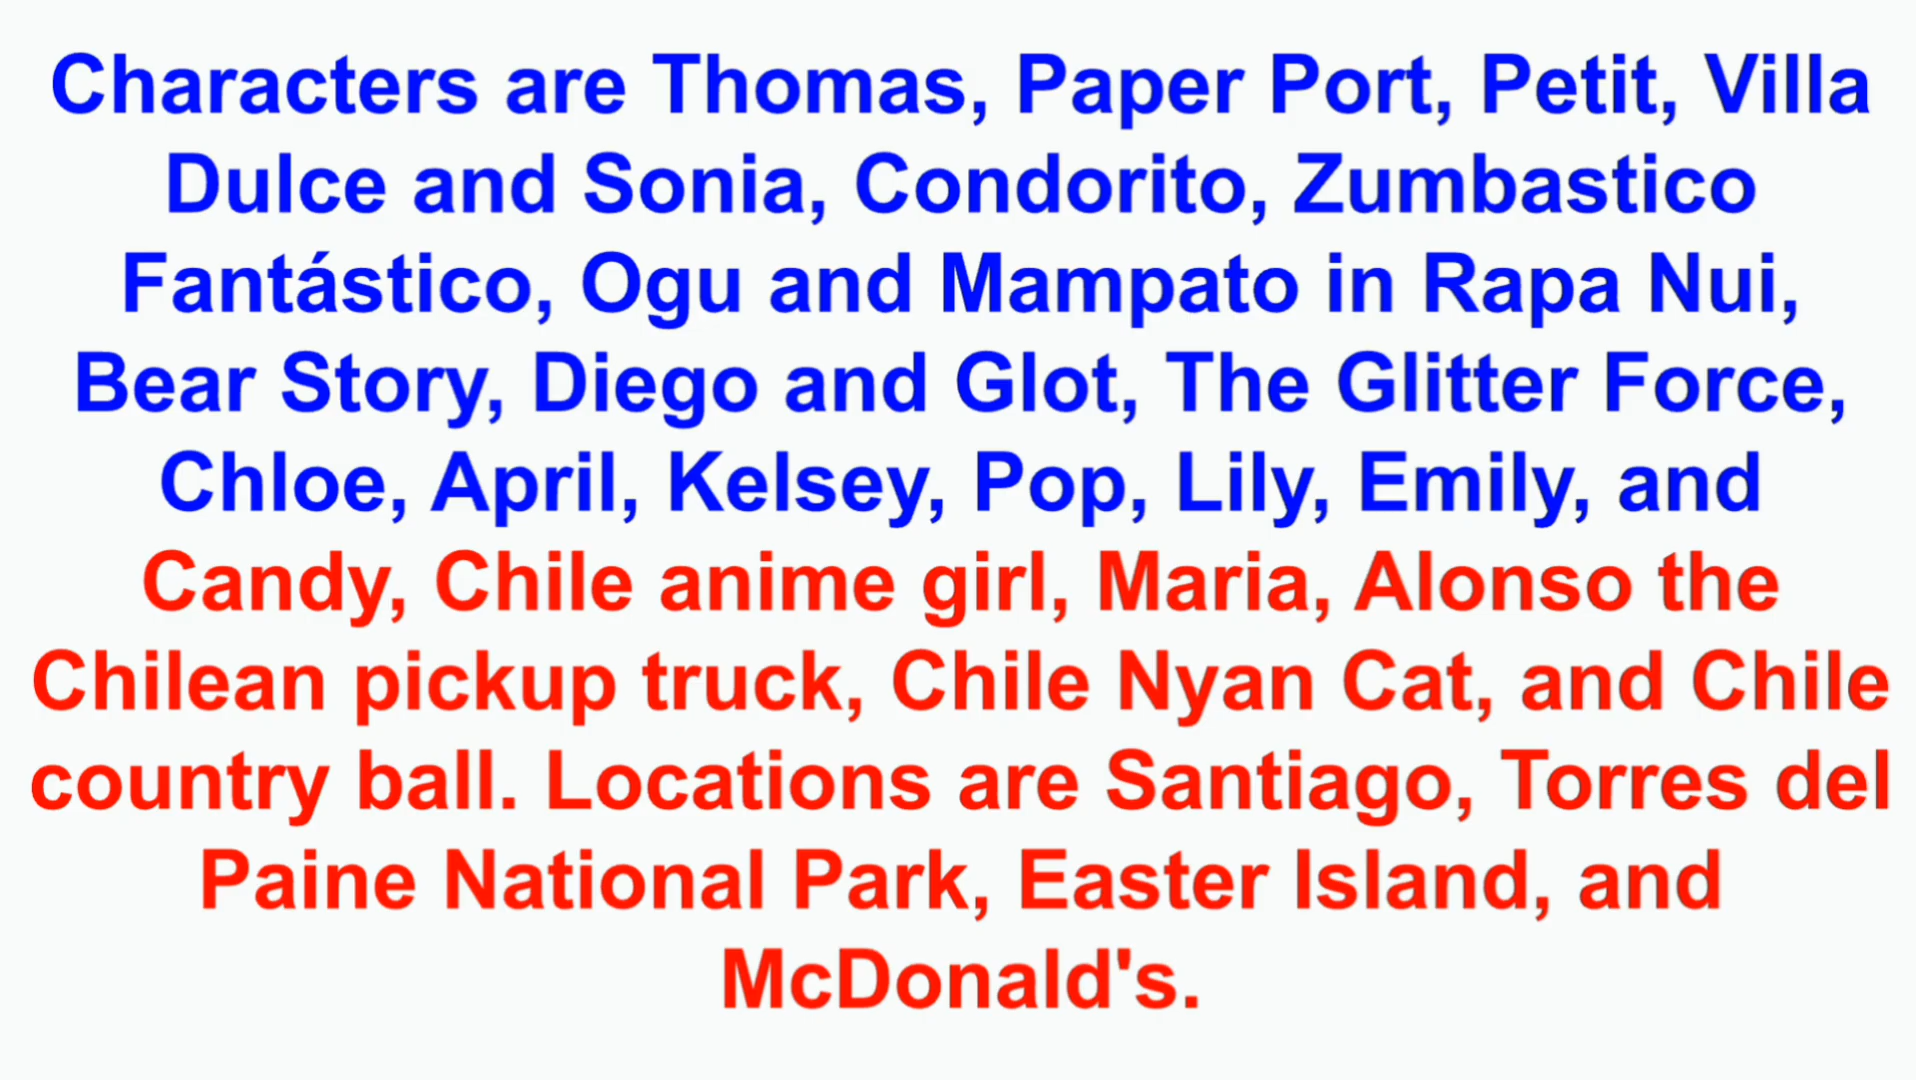 Characters are Thomas, Paper Port, Petit, Villa
Dulce and Sonia, Condorito, Zumbastico
Fantástico, Ogu and Mampato in Rapa Nui,
Bear Story, Diego and Glot, The Glitter Force,
Chloe, April, Kelsey, Pop, Lily, Emily, and
Candy, Chile anime girl, Maria, Alonso the
Chilean pickup truck, Chile Nyan Cat, and Chile
country ball. Locations are Santiago, Torres del
Paine National Park, Easter Island, and
McDonald's.